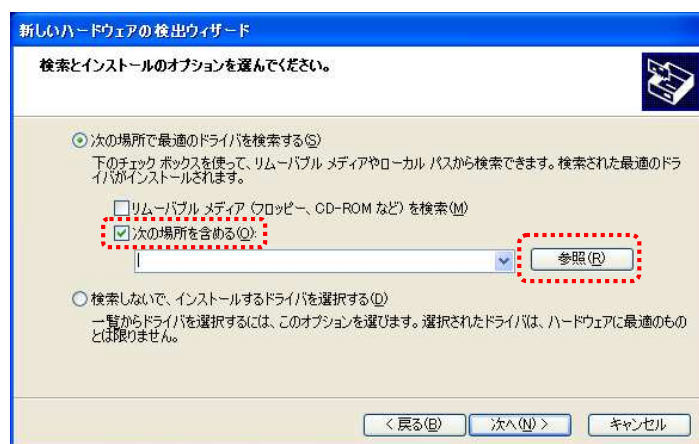 新しいハードウェアの検出ウィザード
検索とインストールのオプションを選んでください。
次の場所で最適のドライバを検索する(S)
下のチェック ボックスを使って、リムーバブル メディアやローカル パスから検索できます。検索された最適のドラ
イバがインストールされます。
リムーバブル メディア (フロッピー、CD-ROM など) を検索(M)
次の場所を含める(O):
参照(R)
検索しないで、インストールするドライバを選択する(D)
一覧からドライバを選択するには、このオプションを選びます。選択されたドライバは、ハードウェアに最適のもの
とは限りません。
< 戻る(B)
次へ(N) >
キャンセル